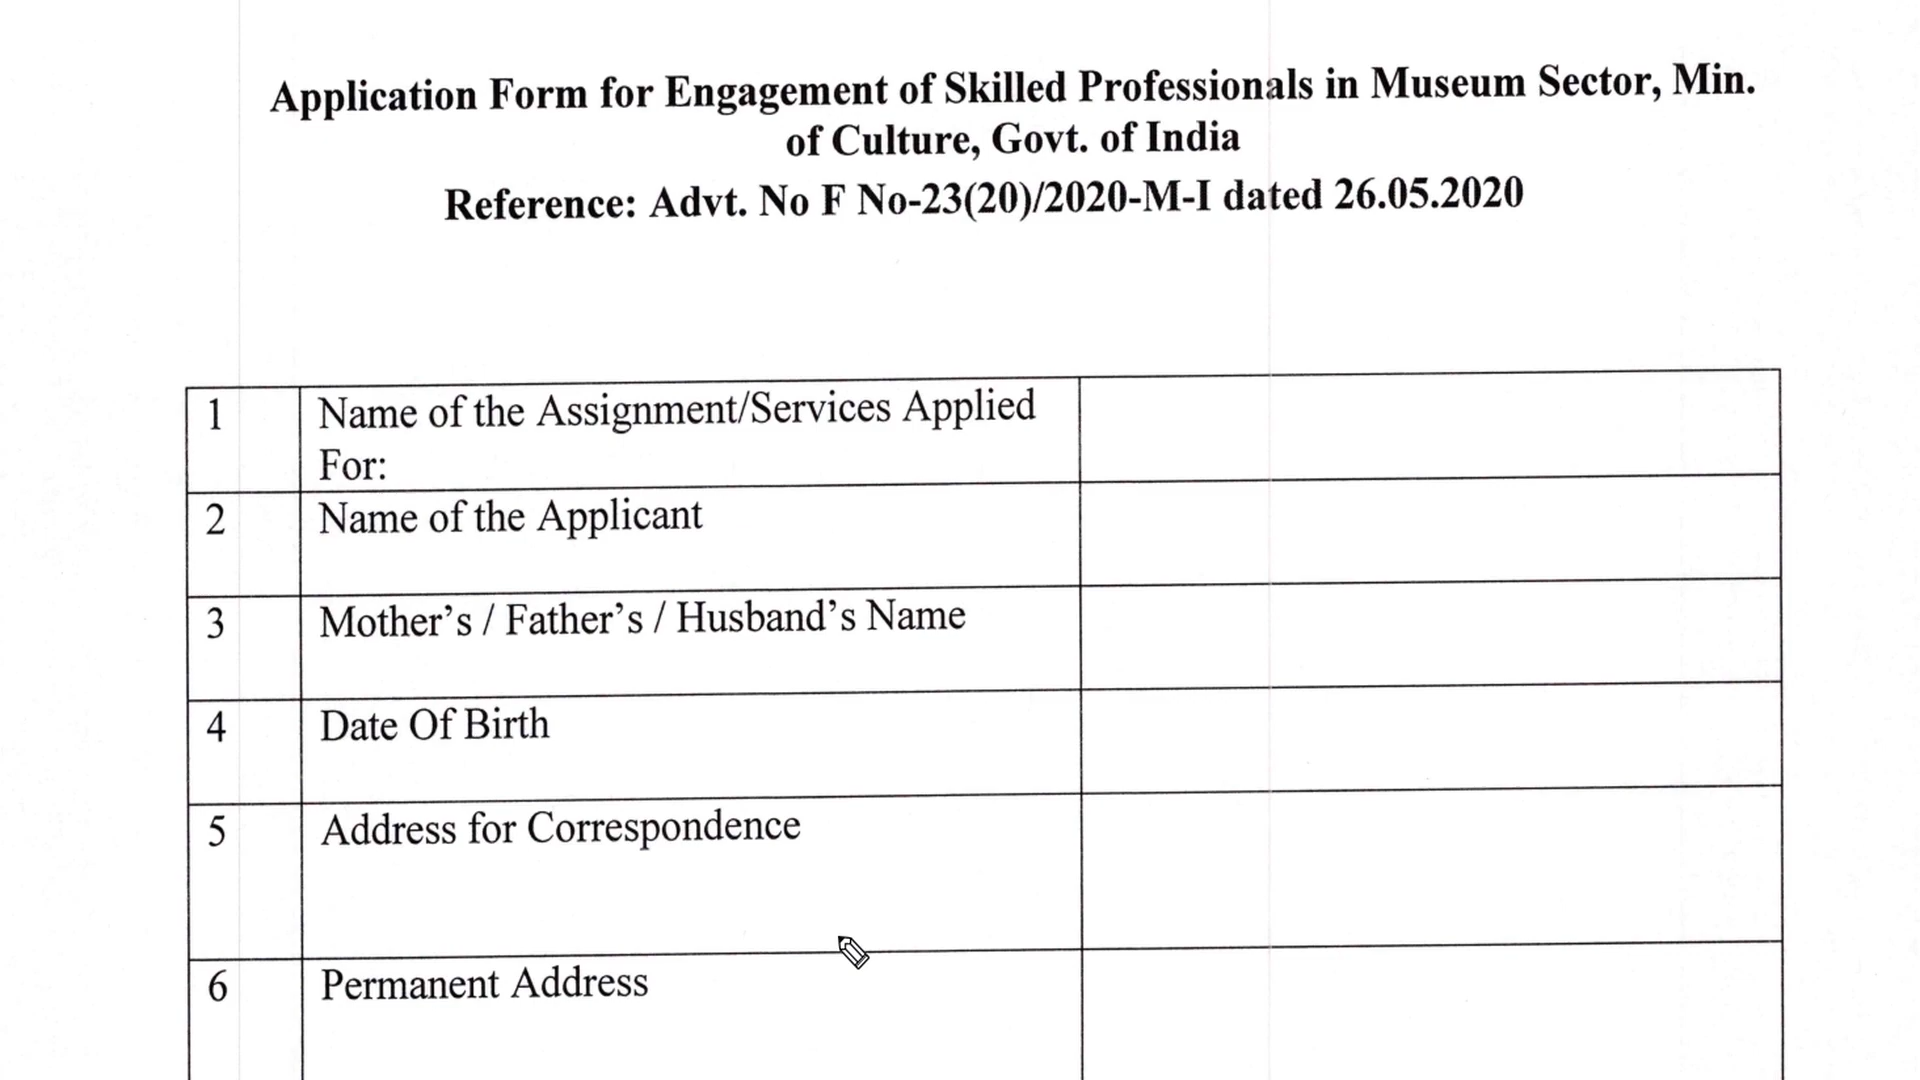 Application Form for Engagement of Skilled Professionals in Museum Sector, Min.
of Culture, Govt. of India
Reference: Advt. No F No-23(20)/2020-M-I dated 26.05.2020
1 Name of the Assignment/Services Applied
For:
2 Name of the Applicant
3 Mother’s / Father’s / Husband’s Name
4 Date Of Birth
5 Address for Correspondence
6 Permanent Address